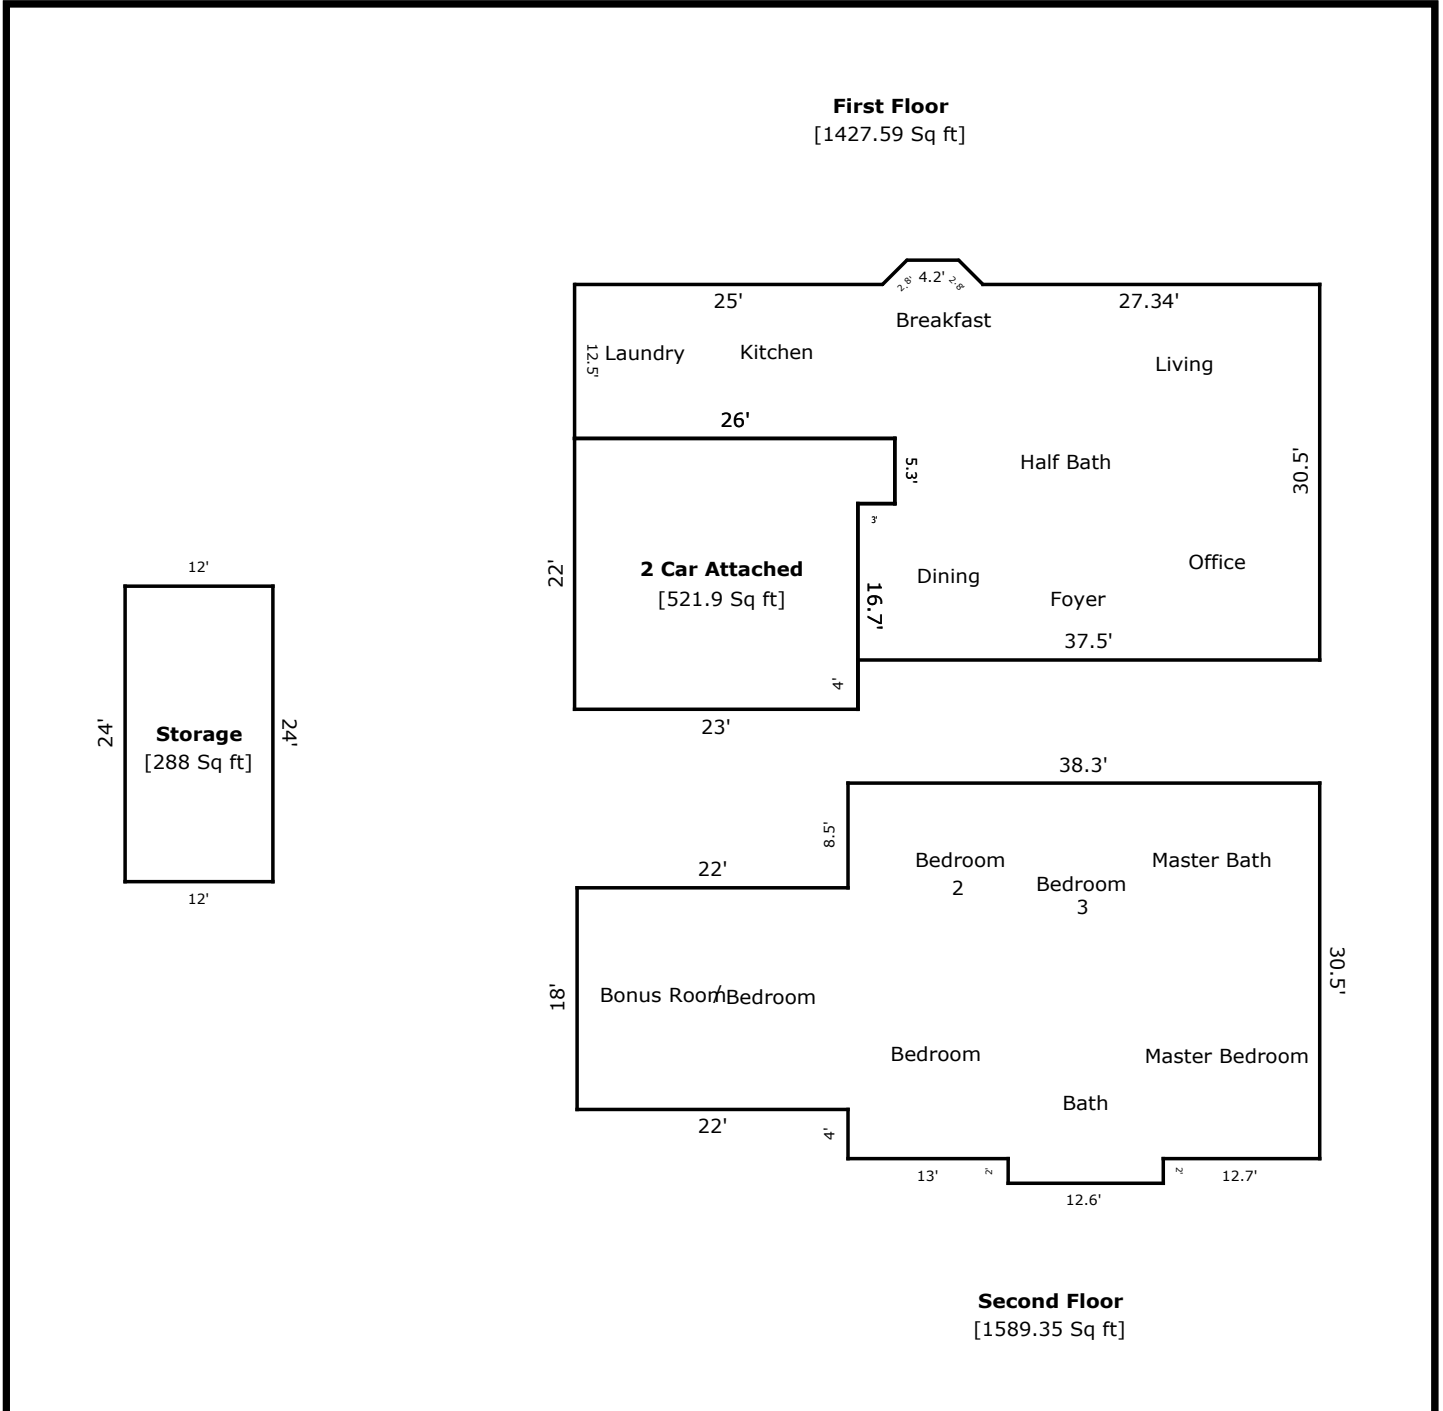 First Floor
[1427.59 Sq ft]
2.8' 4.2' 2.8'
25' 27.34'
Breakfast
12.5' Laundry Kitchen
Living
26'
5.3'
Half Bath
30.5'
3'
22'
2 Car Attached
[521.9 Sq ft]
16.7'
Dining
Foyer
Office
37.5'
4'
23'
12'
24'
Storage
[288 Sq ft]
24'
12'
38.3'
8.5'
22'
Bedroom
2
Bedroom
3
Master Bath
18'
Bonus Room/Bedroom
30.5'
Bedroom
Master Bedroom
Bath
22'
4'
13' 2' 2' 12.7'
12.6'
Second Floor
[1589.35 Sq ft]